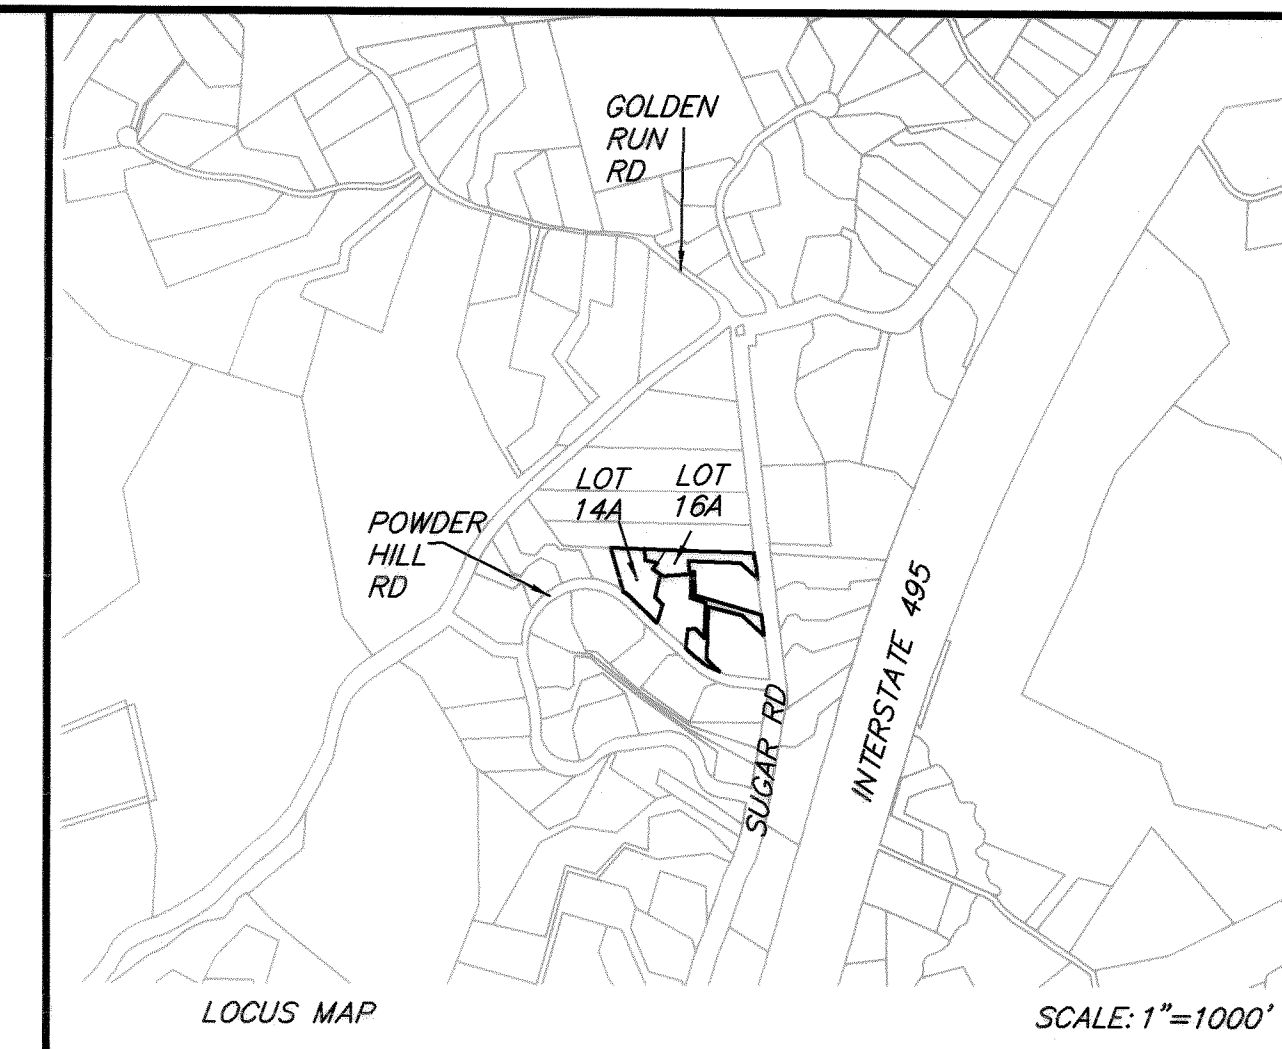 GOLDEN
RUN
RD
LOT
14A
LOT
16A
POWDER
HILL
RD
INTERSTATE 495
SUGAR RD
LOCUS MAP
SCALE: 1"=1000'